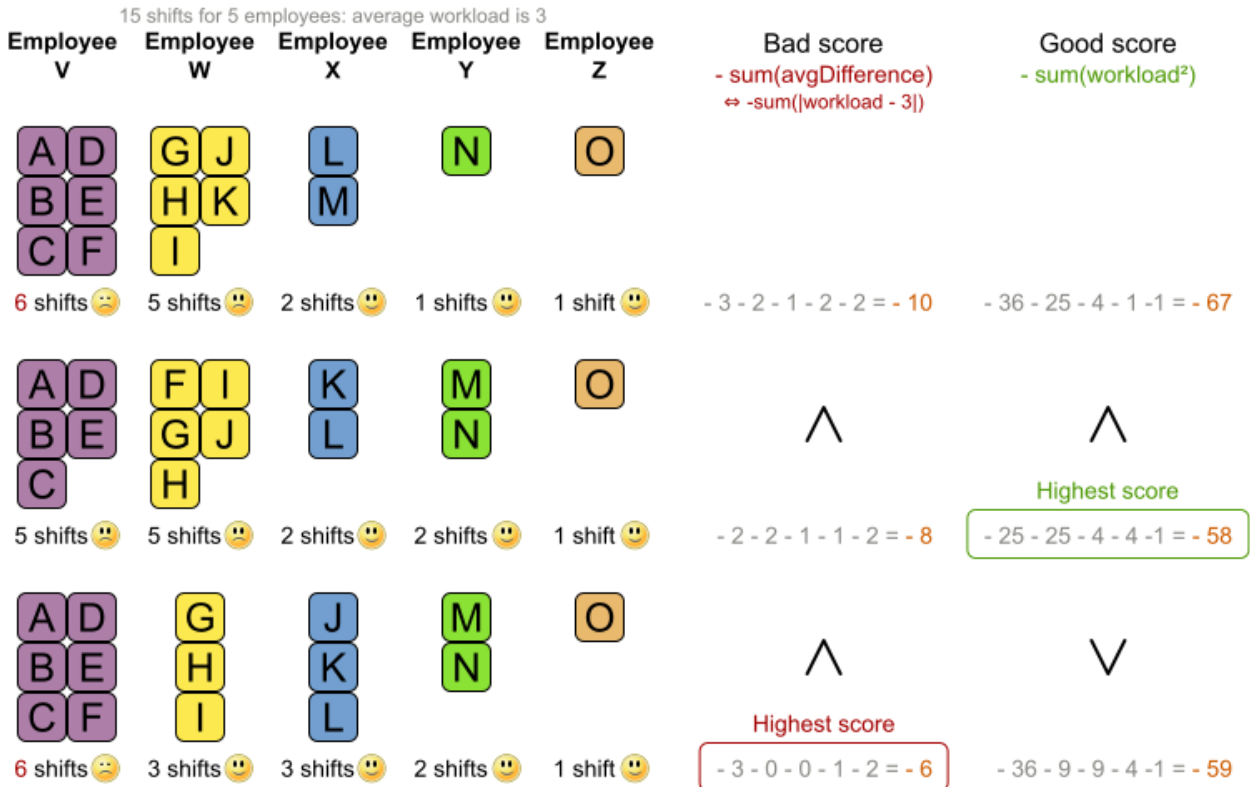 15 shifts for 5 employees: average workload is 3
Employee V Employee W Employee X Employee Y Employee Z
Bad score
- sum(avgDifference)
⇔ -sum(|workload - 3|)
Good score
- sum(workload²)
A D G J L N O
B E H K M
C F I
6 shifts 5 shifts 2 shifts 1 shifts 1 shift - 3 - 2 - 1 - 2 - 2 = - 10 - 36 - 25 - 4 - 1 -1 = - 67
A D F I K M O
B E G J L N
C H
Λ Λ
Highest score
5 shifts 5 shifts 2 shifts 2 shifts 1 shift - 2 - 2 - 1 - 1 - 2 = - 8 - 25 - 25 - 4 - 4 -1 = - 58
A D G J M O
B E H K N
C F I L
Λ V
Highest score
6 shifts 3 shifts 3 shifts 2 shifts 1 shift - 3 - 0 - 0 - 1 - 2 = - 6 - 36 - 9 - 9 - 4 -1 = - 59